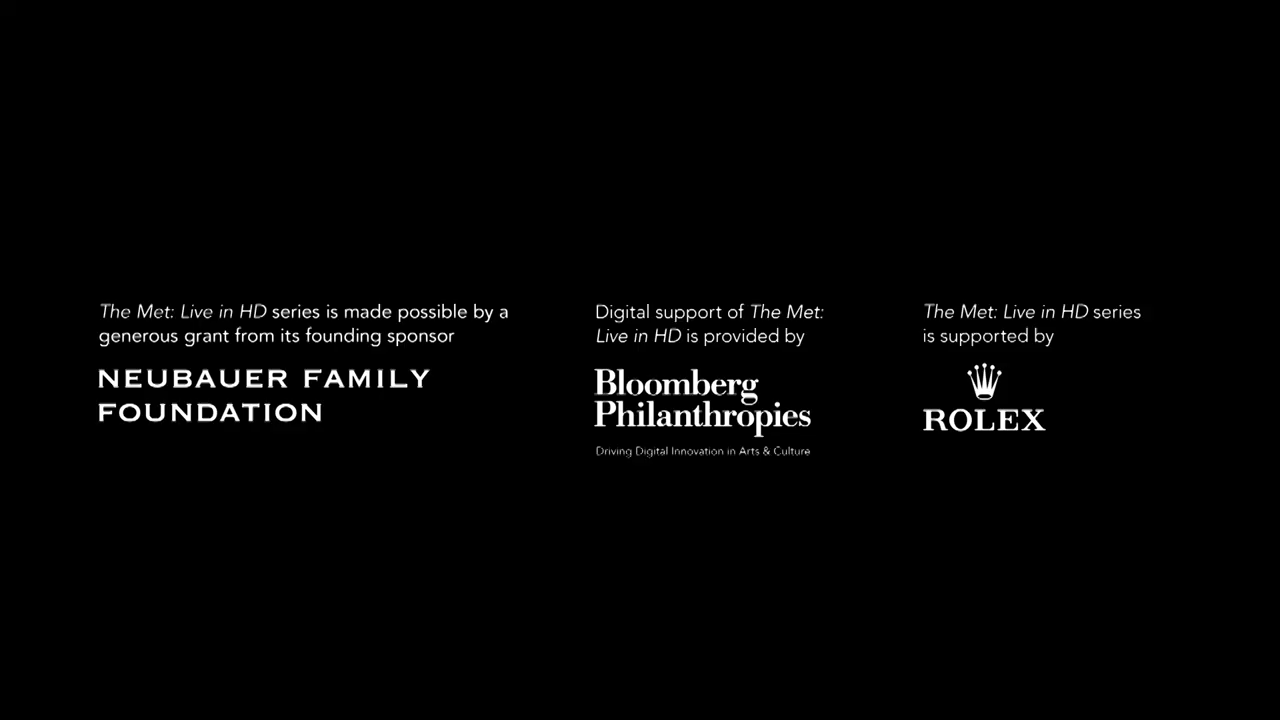 The Met: Live in HD series is made possible by a
generous grant from its founding sponsor
NEUBAUER FAMILY
FOUNDATION
Digital support of The Met:
Live in HD is provided by
Bloomberg
Philanthropies
Driving Digital Innovation in Arts & Culture
The Met: Live in HD series
is supported by
ROLEX